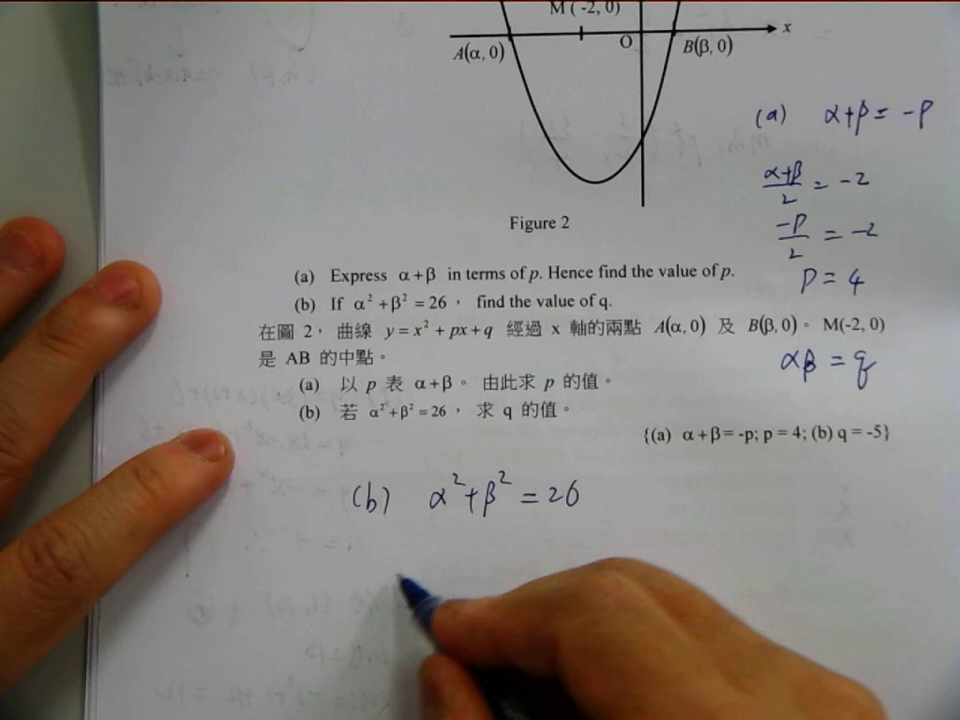 M ( -2, 0)
x
A(α, 0)
O
B(β, 0)
(a) α+β = -P
α+β/2 = -2
-P/2 = -2
P = 4
αβ = q
Figure 2
(a) Express α+β in terms of p. Hence find the value of p.
(b) If α² +β² = 26 , find the value of q.
在圖 2, 曲線 y = x² + px + q 經過 x 軸的兩點 A(α, 0) 及 B(β, 0)。 M(-2, 0)
是 AB 的中點。
(a) 以 p 表 α+β。 由此求 p 的值。
(b) 若 α² +β² = 26 , 求 q 的值。
{(a) α+β= -p; p = 4; (b) q = -5}
(b) α²+β² = 26